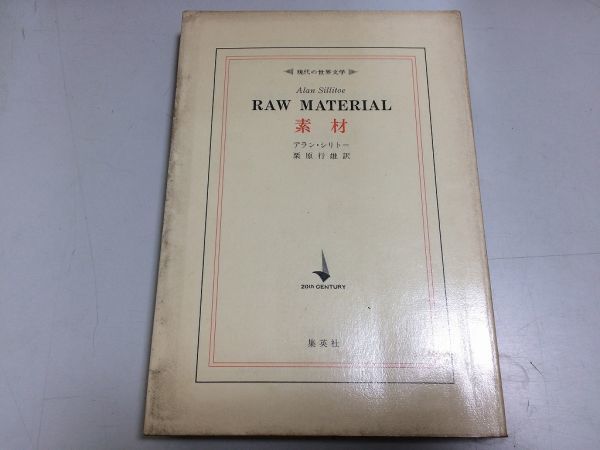 現代の世界文学
Alan Sillitoe
RAW MATERIAL
素材
アラン・シリトー
栗原行雄訳
20th CENTURY
集英社